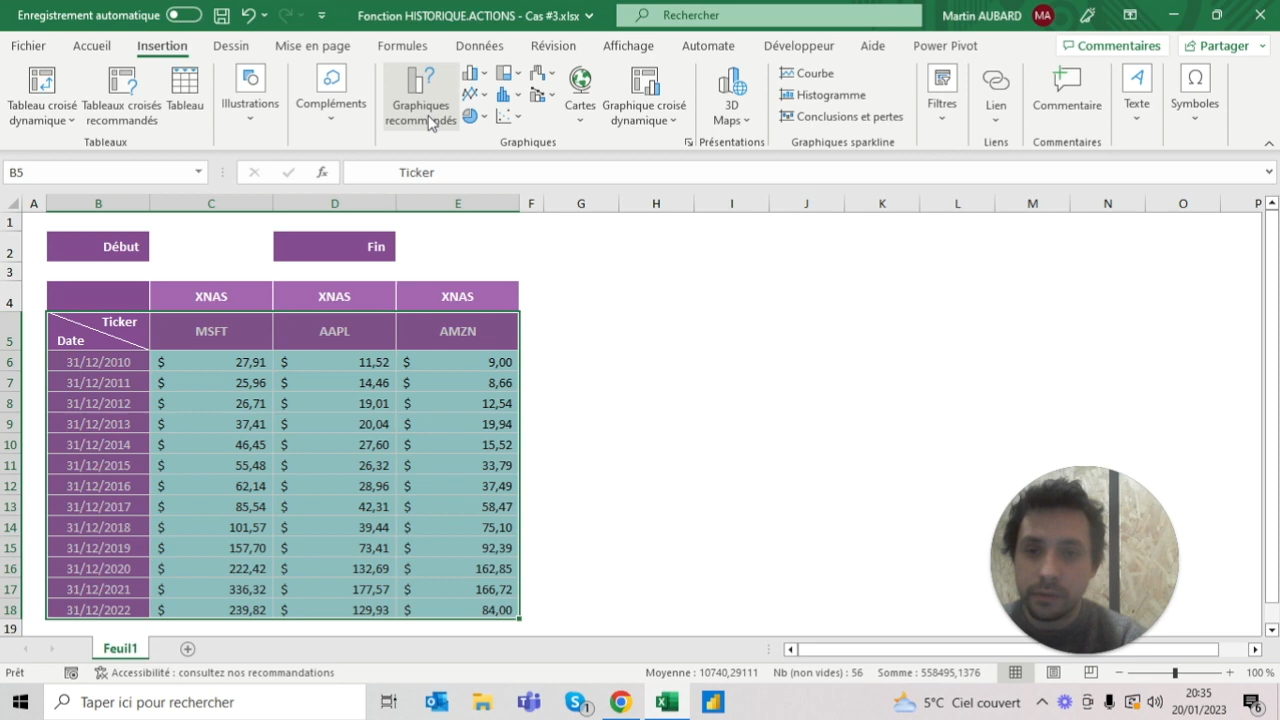 Enregistrement automatique
Fonction HISTORIQUE.ACTIONS - Cas #3.xlsx
Rechercher
Martin AUBARD
MA
Fichier Accueil Insertion Dessin Mise en page Formules Données Révision Affichage Automate Développeur Aide Power Pivot
Commentaires
Partager
Tableau croisé dynamique
Tableaux croisés recommandés
Tableau
Illustrations
Compléments
Graphiques recommandés
Cartes
Graphique croisé dynamique
3D Maps
Courbe
Histogramme
Conclusions et pertes
Filtres
Lien
Commentaire
Texte
Symboles
Tableaux
Graphiques
Présentations
Graphiques sparkline
Liens
Commentaires
B5
fx
Ticker
A B C D E F G H I J K L M N O P
1
2 Début Fin
3
4 XNAS XNAS XNAS
5 Ticker Date MSFT AAPL AMZN
6 31/12/2010 $ 27,91 $ 11,52 $ 9,00
7 31/12/2011 $ 25,96 $ 14,46 $ 8,66
8 31/12/2012 $ 26,71 $ 19,01 $ 12,54
9 31/12/2013 $ 37,41 $ 20,04 $ 19,94
10 31/12/2014 $ 46,45 $ 27,60 $ 15,52
11 31/12/2015 $ 55,48 $ 26,32 $ 33,79
12 31/12/2016 $ 62,14 $ 28,96 $ 37,49
13 31/12/2017 $ 85,54 $ 42,31 $ 58,47
14 31/12/2018 $ 101,57 $ 39,44 $ 75,10
15 31/12/2019 $ 157,70 $ 73,41 $ 92,39
16 31/12/2020 $ 222,42 $ 132,69 $ 162,85
17 31/12/2021 $ 336,32 $ 177,57 $ 166,72
18 31/12/2022 $ 239,82 $ 129,93 $ 84,00
19
Feuil1
Prêt
Accessibilité : consultez nos recommandations
Moyenne : 10740,29111
Nb (non vides) : 56
Somme : 558495,1376
100 %
Taper ici pour rechercher
1
5°C Ciel couvert
20:35
20/01/2023
6